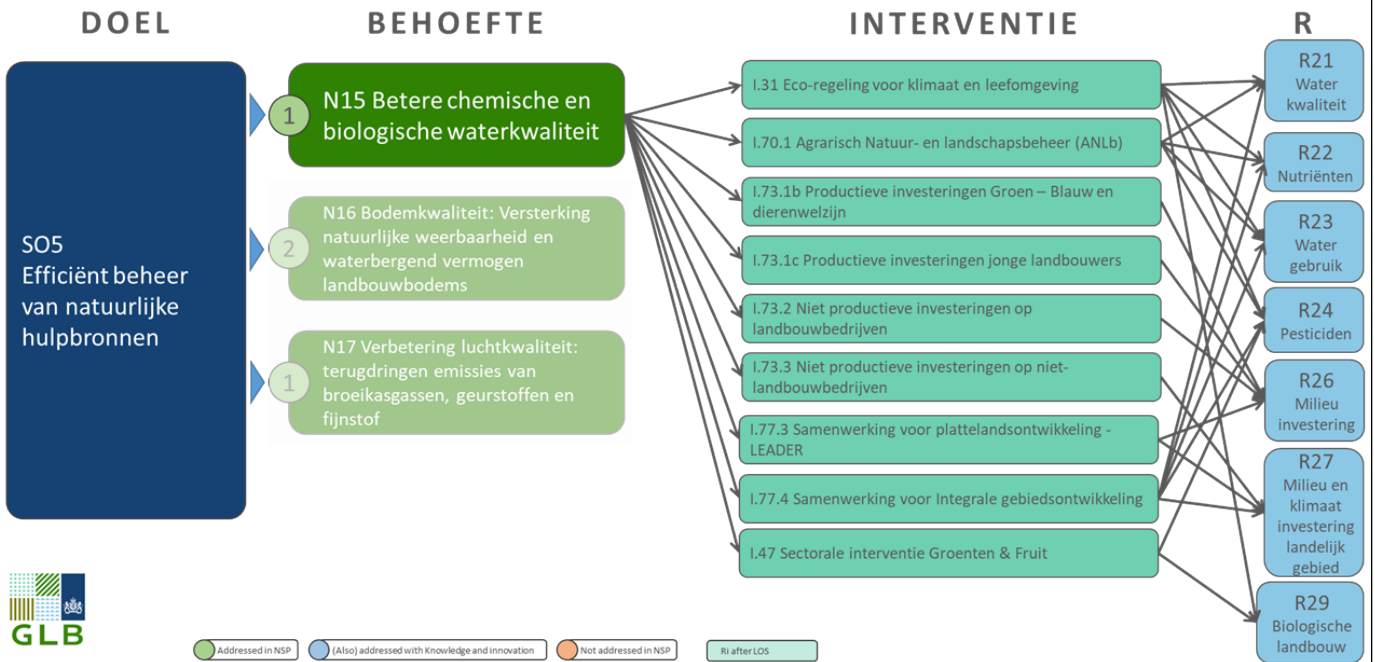 DOEL
BEHOEFTE
INTERVENTIE
R
SO5
Efficiënt beheer
van natuurlijke
hulpbronnen
1
N15 Betere chemische en
biologische waterkwaliteit
2
N16 Bodemkwaliteit: Versterking
natuurlijke weerbaarheid en
waterbergend vermogen
landbouwbodems
1
N17 Verbetering luchtkwaliteit:
terugdringen emissies van
broeikasgassen, geurstoffen en
fijnstof
I.31 Eco-regeling voor klimaat en leefomgeving
I.70.1 Agrarisch Natuur- en landschapsbeheer (ANLb)
I.73.1b Productieve investeringen Groen – Blauw en
dierenwelzijn
I.73.1c Productieve investeringen jonge landbouwers
I.73.2 Niet productieve investeringen op
landbouwbedrijven
I.73.3 Niet productieve investeringen op niet-
landbouwbedrijven
I.77.3 Samenwerking voor plattelandsontwikkeling -
LEADER
I.77.4 Samenwerking voor Integrale gebiedsontwikkeling
I.47 Sectorale interventie Groenten & Fruit
R21
Water
kwaliteit
R22
Nutriënten
R23
Water
gebruik
R24
Pesticiden
R26
Milieu
investering
R27
Milieu en
klimaat
investering
landelijk
gebied
R29
Biologische
landbouw
GLB
Addressed in NSP
(Also) addressed with Knowledge and innovation
Not addressed in NSP
Ri after LOS